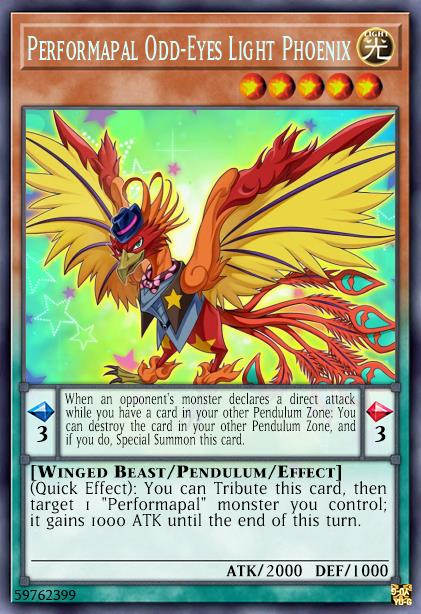 Performapal Odd-Eyes Light Phoenix
LIGHT
光
When an opponent's monster declares a direct attack
while you have a card in your other Pendulum Zone: You
can destroy the card in your other Pendulum Zone, and
if you do, Special Summon this card.
3
3
[Winged Beast/Pendulum/Effect]
(Quick Effect): You can Tribute this card, then
target 1 "Performapal" monster you control;
it gains 1000 ATK until the end of this turn.
ATK/2000 DEF/1000
59762399